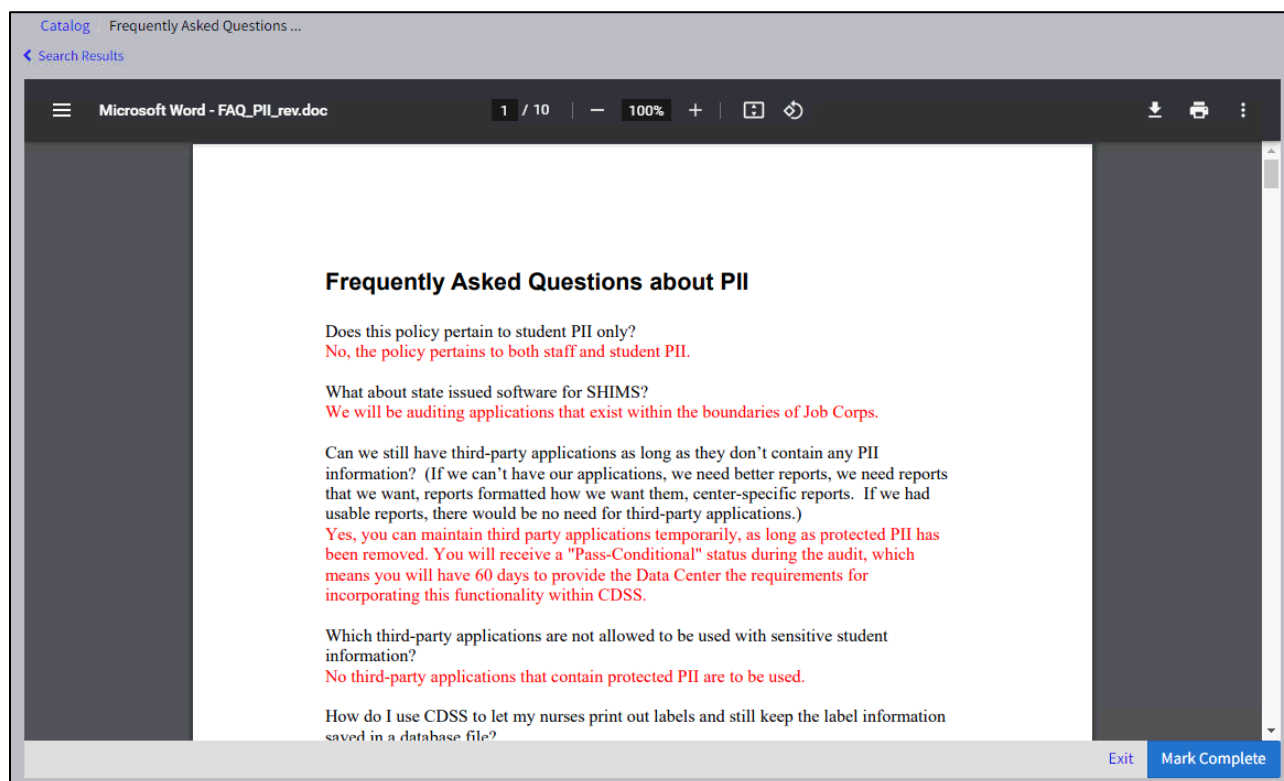 Catalog Frequently Asked Questions ...
Search Results
Microsoft Word - FAQ_PII_rev.doc 1 / 10 100%
Frequently Asked Questions about PII
Does this policy pertain to student PII only?
No, the policy pertains to both staff and student PII.
What about state issued software for SHIMS?
We will be auditing applications that exist within the boundaries of Job Corps.
Can we still have third-party applications as long as they don’t contain any PII
information? (If we can’t have our applications, we need better reports, we need reports
that we want, reports formatted how we want them, center-specific reports. If we had
usable reports, there would be no need for third-party applications.)
Yes, you can maintain third party applications temporarily, as long as protected PII has
been removed. You will receive a "Pass-Conditional" status during the audit, which
means you will have 60 days to provide the Data Center the requirements for
incorporating this functionality within CDSS.
Which third-party applications are not allowed to be used with sensitive student
information?
No third-party applications that contain protected PII are to be used.
How do I use CDSS to let my nurses print out labels and still keep the label information
saved in a database file?
Exit Mark Complete